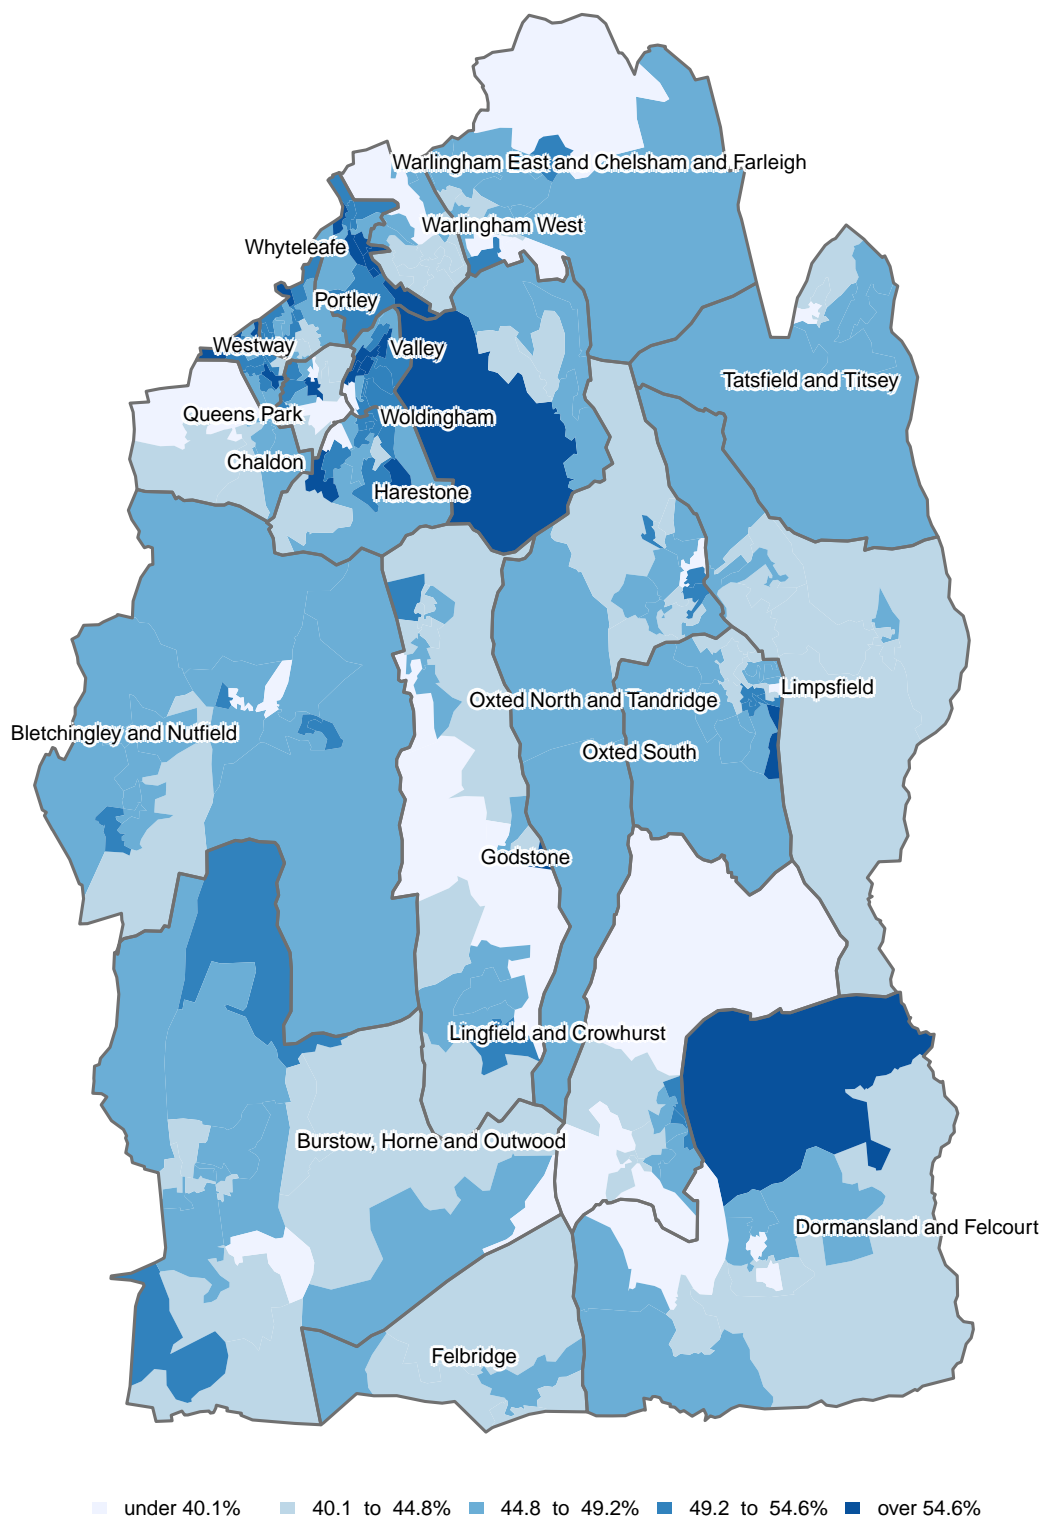 Warlingham East and Chelsham and Farleigh
Warlingham West
Whyteleafe
Portley
Westway
Valley
Tatsfield and Titsey
Queens Park
Woldingham
Chaldon
Harestone
Limpsfield
Oxted North and Tandridge
Bletchingley and Nutfield
Oxted South
Godstone
Lingfield and Crowhurst
Burstow, Horne and Outwood
Dormansland and Felcourt
Felbridge
under 40.1% 40.1 to 44.8% 44.8 to 49.2% 49.2 to 54.6% over 54.6%